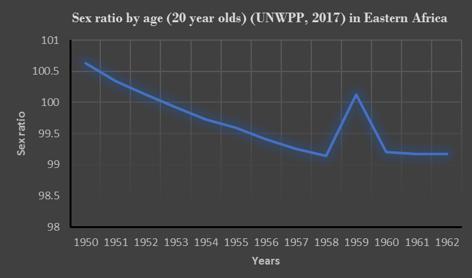 Sex ratio by age (20 year olds) (UNWPP, 2017) in Eastern Africa
101
100.5
100
99.5
99
98.5
98
Sex ratio
1950 1951 1952 1953 1954 1955 1956 1957 1958 1959 1960 1961 1962
Years